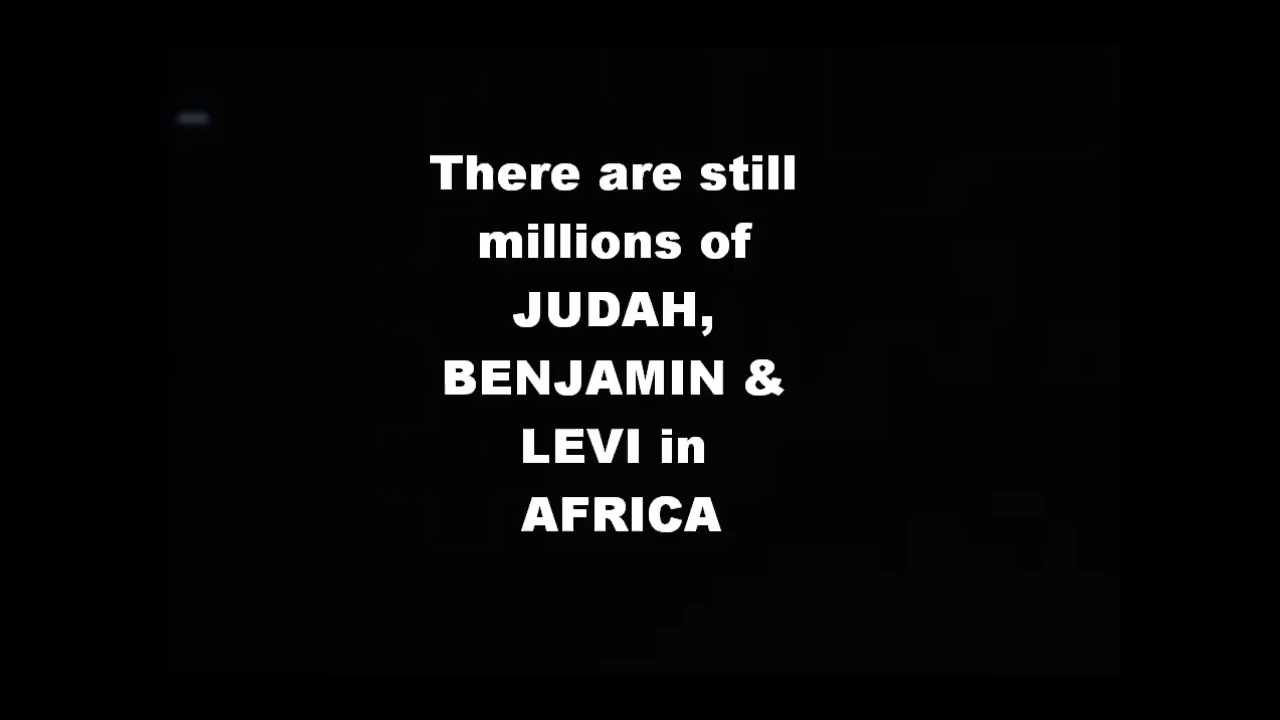 There are still
millions of
JUDAH,
BENJAMIN &
LEVI in
AFRICA